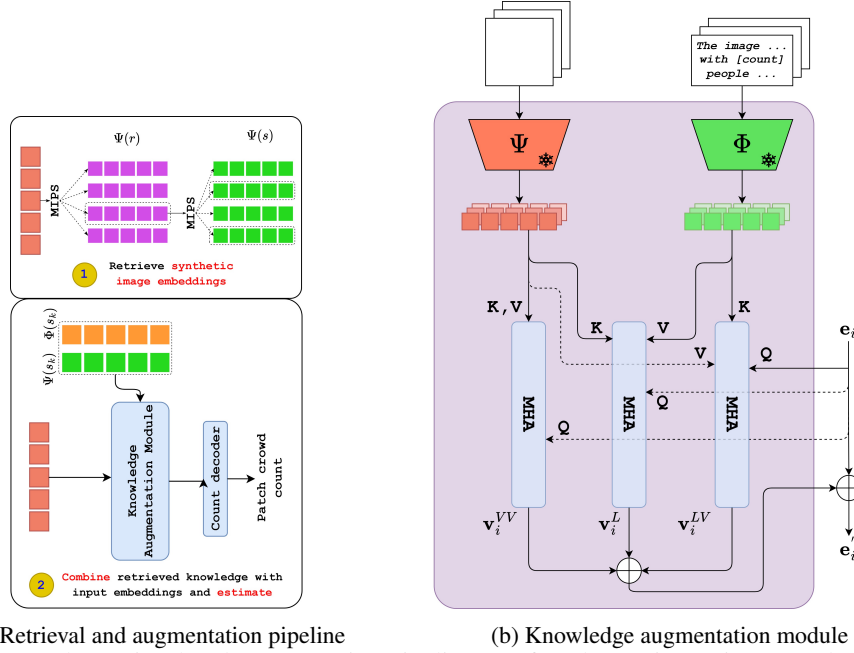 Ψ(r)
Ψ(s)
MIPS
MIPS
1
Retrieve synthetic
image embeddings
Φ(s_k)
Ψ(s_k)
Knowledge
Augmentation Module
Count decoder
Patch crowd
count
2
Combine retrieved knowledge with
input embeddings and estimate
Retrieval and augmentation pipeline
The image ...
with [count]
people ...
Ψ
Φ
K,V
K
V
K
V
Q
Q
Q
e_i
MHA
MHA
MHA
v_i^{VV}
v_i^{L}
v_i^{LV}
e_i'
(b) Knowledge augmentation module